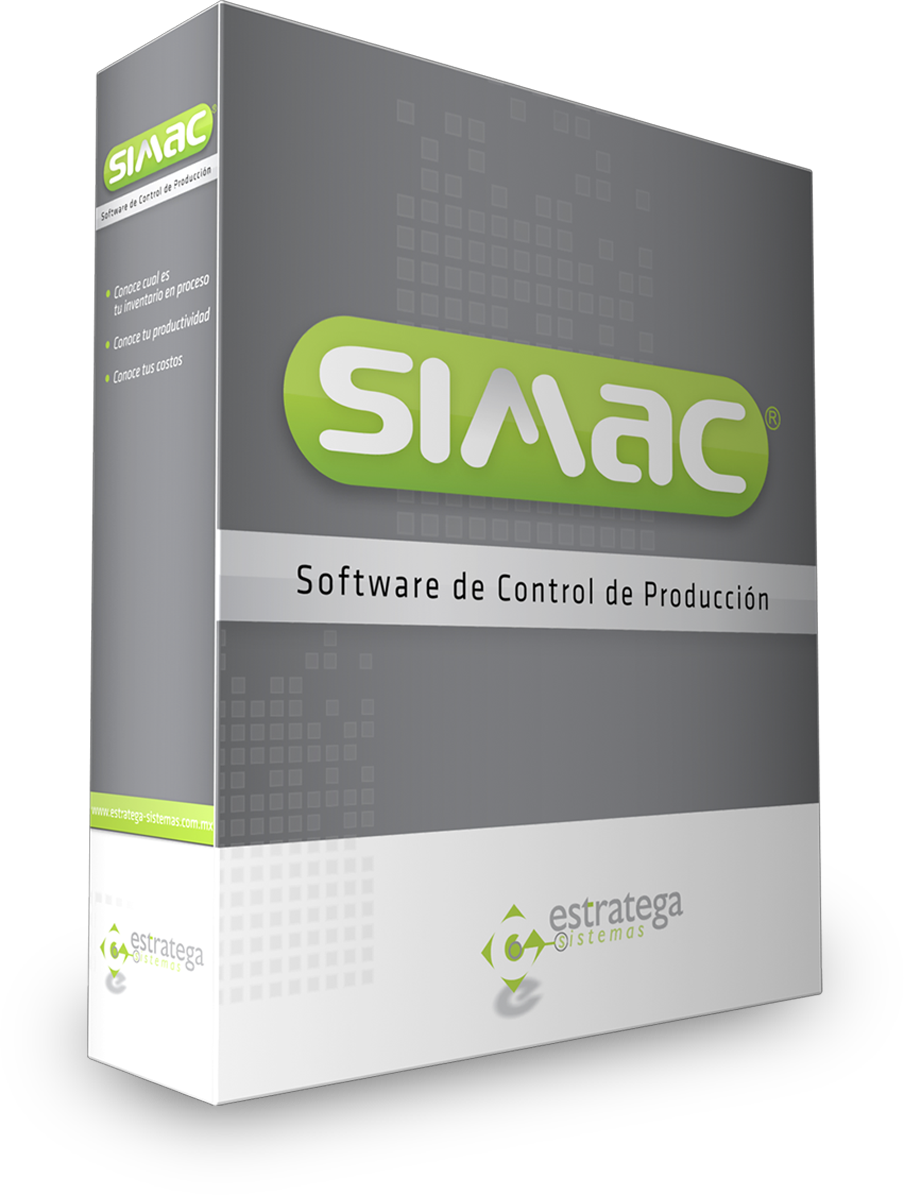 SIMAC®
Software de Control de Producción
• Conoce cual es
tu inventario en proceso
• Conoce tu productividad
• Conoce tus costos
www.estratega-sistemas.com.mx
estratega
sistemas
SIMAC®
Software de Control de Producción
estratega
sistemas